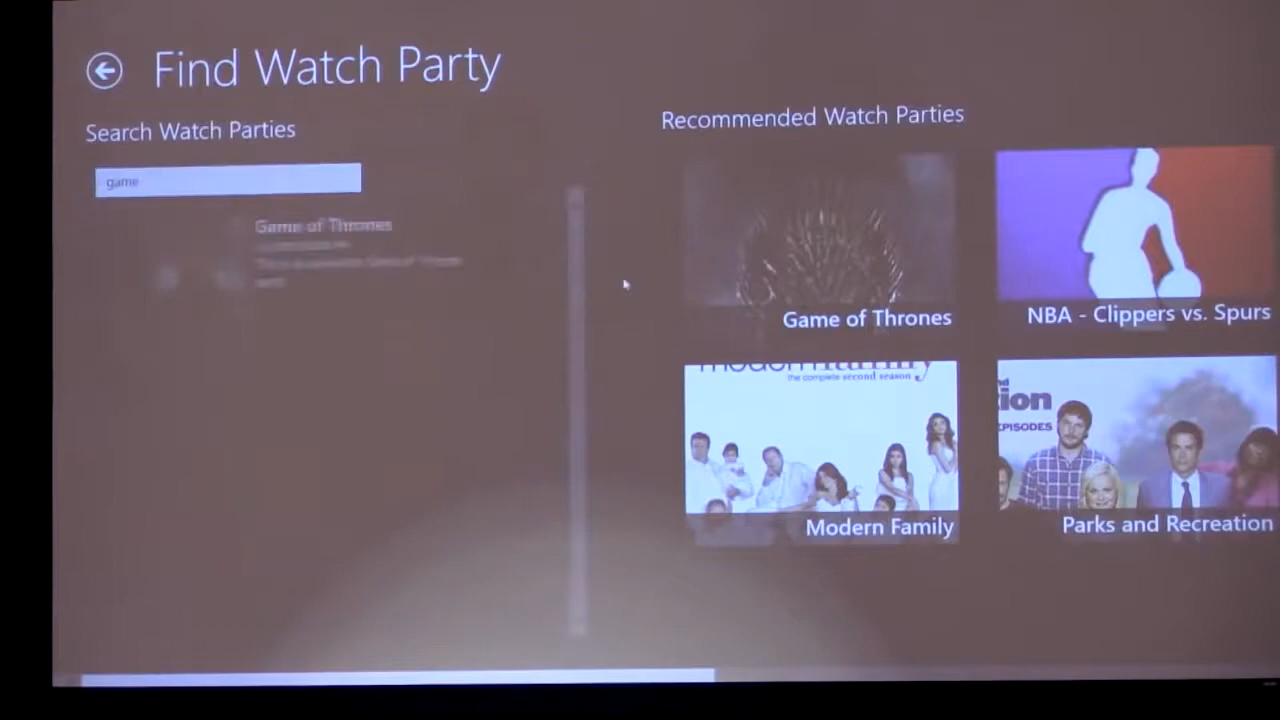 Find Watch Party
Search Watch Parties
game
Game of Thrones
Recommended Watch Parties
Game of Thrones
NBA - Clippers vs. Spurs
modern family
the complete second season
Modern Family
ion
EPISODES
Parks and Recreation